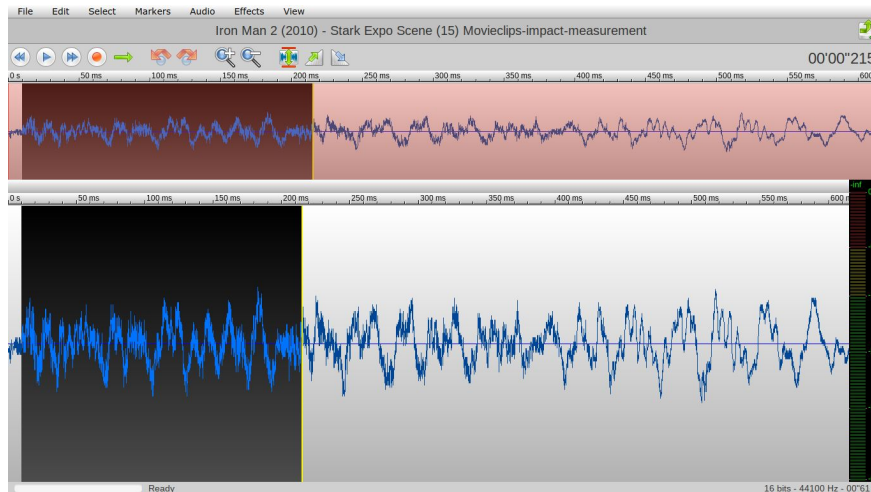 File Edit Select Markers Audio Effects View
Iron Man 2 (2010) - Stark Expo Scene (15) Movieclips-impact-measurement
00'00"215
0 s 50 ms 100 ms 150 ms 200 ms 250 ms 300 ms 350 ms 400 ms 450 ms 500 ms 550 ms 600
-inf
0 s 50 ms 100 ms 150 ms 200 ms 250 ms 300 ms 350 ms 400 ms 450 ms 500 ms 550 ms 600 m
Ready 16 bits - 44100 Hz - 00"61